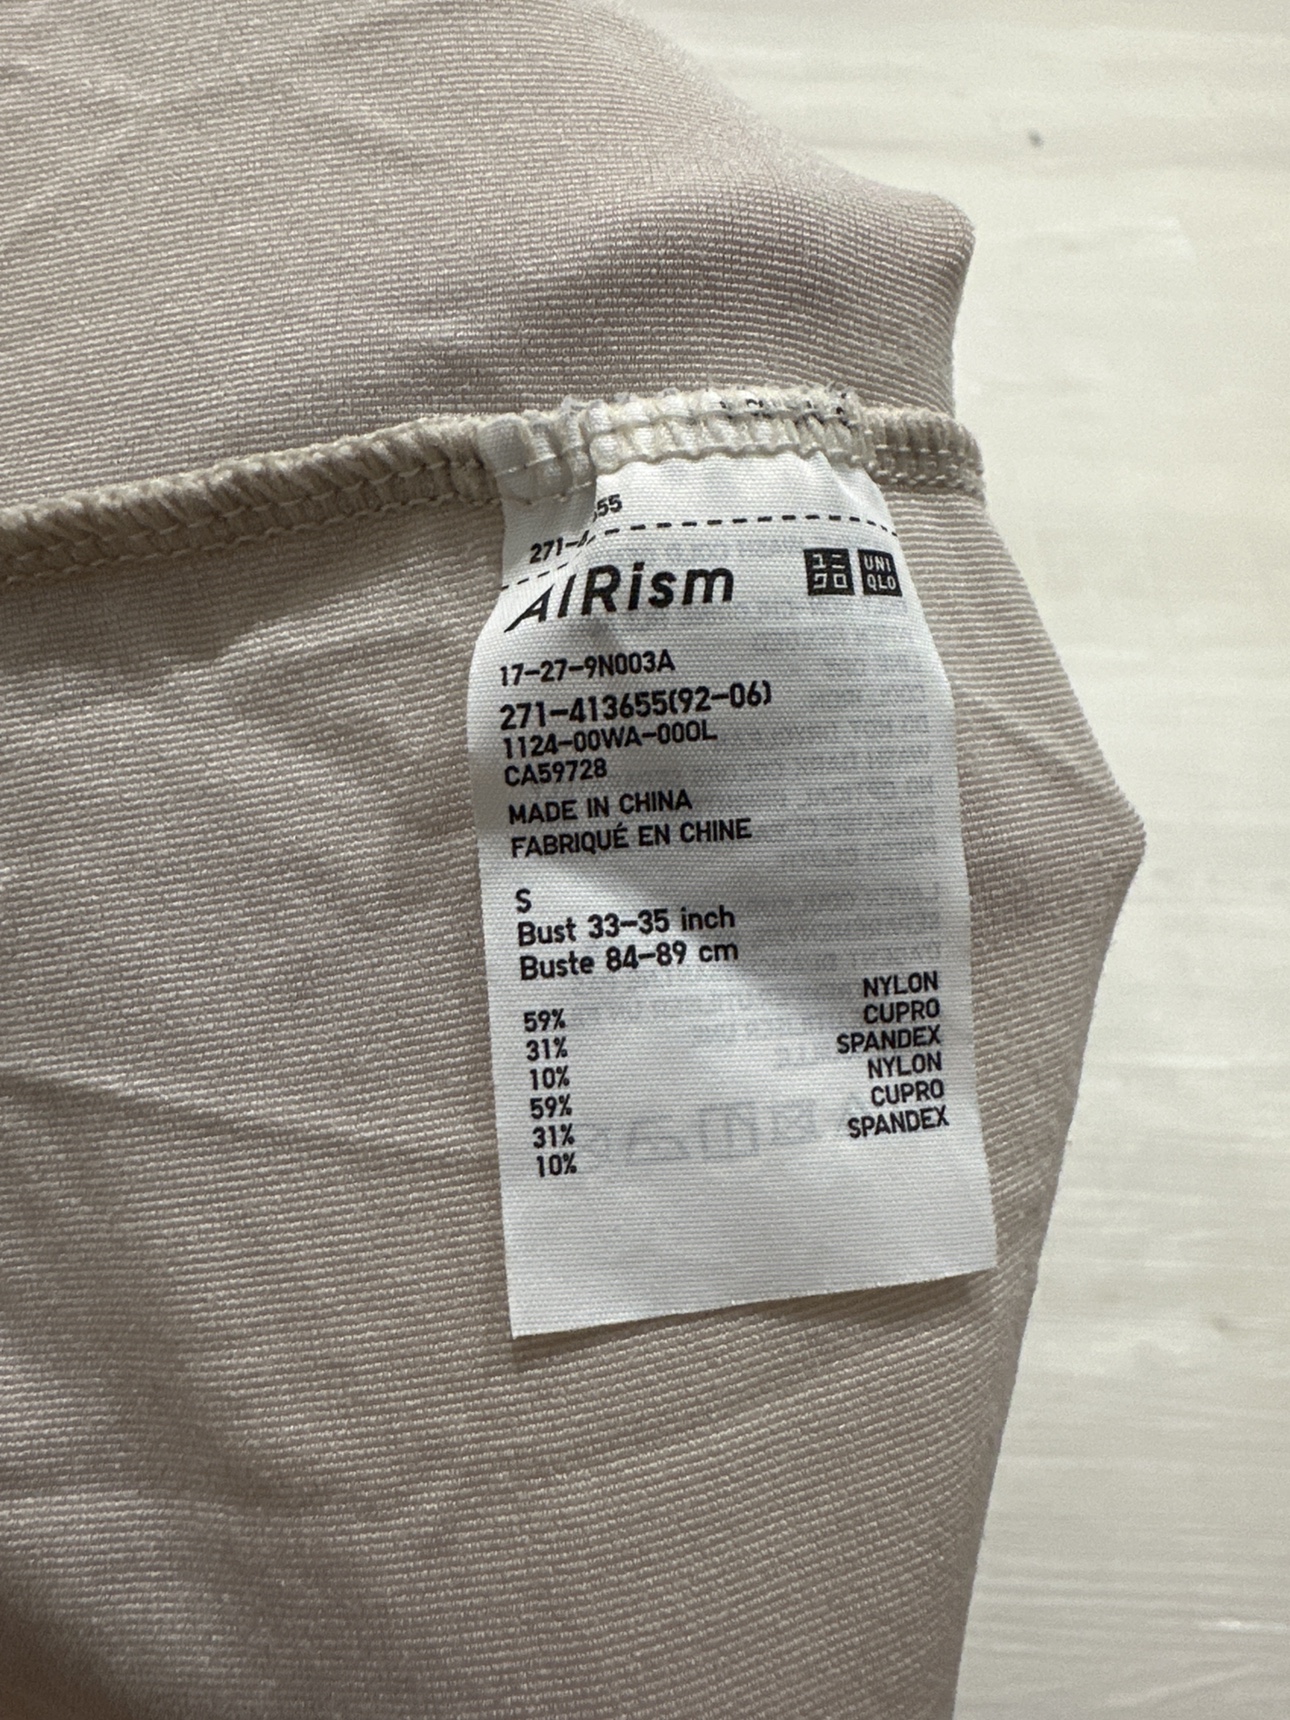 271-4
55
AIRism
ユニクロ
UNIQLO
17-27-9N003A
271-413655(92-06)
1124-00WA-000L
CA59728
MADE IN CHINA
FABRIQUÉ EN CHINE
S
Bust 33-35 inch
Buste 84-89 cm
59% NYLON
31% CUPRO
10% SPANDEX
59% NYLON
31% CUPRO
10% SPANDEX